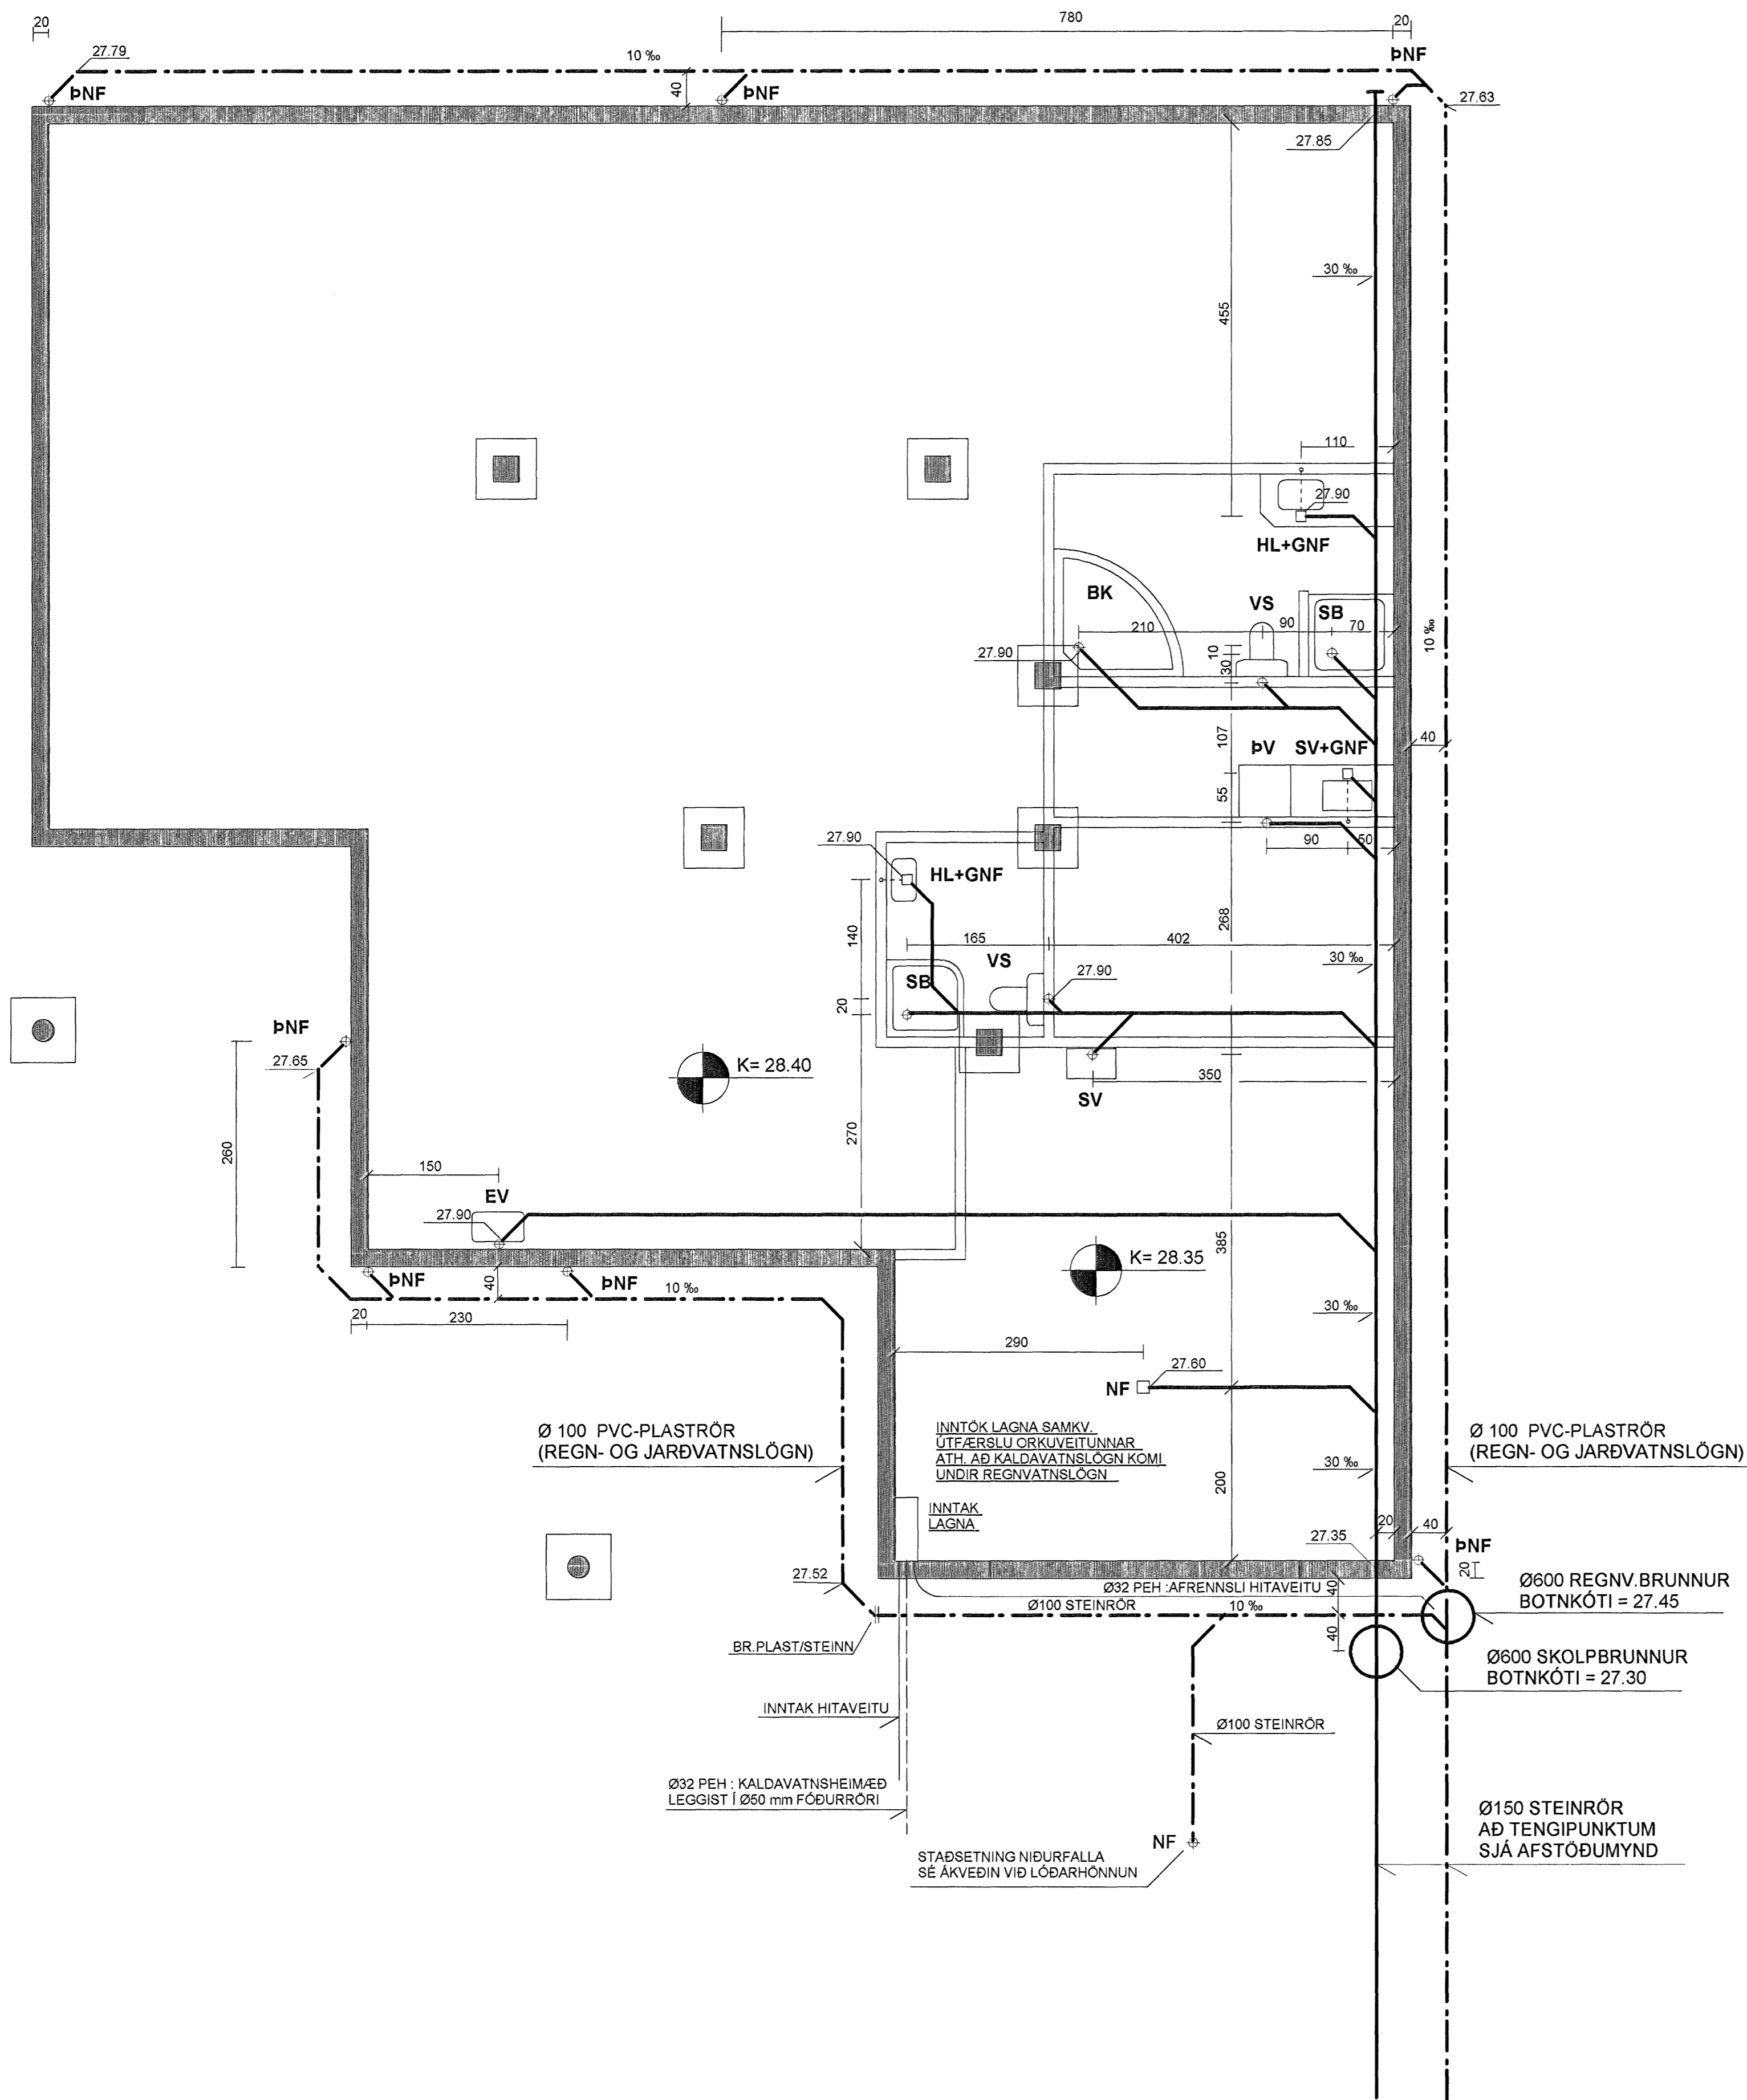 20
780
20
27.79
10 ‰
ÞNF
40
ÞNF
ÞNF
27.63
27.85
30 ‰
455
110
27.90
HL+GNF
BK
VS
SB
210
90
70
10
30
27.90
10 ‰
40
107
ÞV
SV+GNF
55
90
50
27.90
HL+GNF
268
140
165
402
30 ‰
VS
27.90
SB
20
ÞNF
27.65
K= 28.40
350
SV
260
270
150
EV
27.90
385
K= 28.35
ÞNF
40
ÞNF
10 ‰
20
230
30 ‰
290
27.60
NF
Ø 100 PVC-PLASTRÖR
(REGN- OG JARÐVATNSLÖGN)
INNTÖK LAGNA SAMKV.
ÚTFÆRSLU ORKUVEITUNNAR
ATH. AÐ KALDAVATNSLÖGN KOMI
UNDIR REGNVATNSLÖGN
30 ‰
Ø 100 PVC-PLASTRÖR
(REGN- OG JARÐVATNSLÖGN)
200
INNTAK
LAGNA
20
40
27.35
ÞNF
20
27.52
Ø32 PEH :AFRENNSLI HITAVEITU
40
Ø100 STEINRÖR
10 ‰
40
Ø600 REGNV.BRUNNUR
BOTNKÓTI = 27.45
BR.PLAST/STEINN
Ø600 SKOLPBRUNNUR
BOTNKÓTI = 27.30
INNTAK HITAVEITU
Ø100 STEINRÖR
Ø32 PEH : KALDAVATNSHEIMÆÐ
LEGGIST Í Ø50 mm FÓÐURRÖRI
Ø150 STEINRÖR
AÐ TENGIPUNKTUM
SJÁ AFSTÖÐUMYND
NF
STAÐSETNING NIÐURFALLA
SÉ ÁKVEÐIN VIÐ LÓÐARHÖNNUN